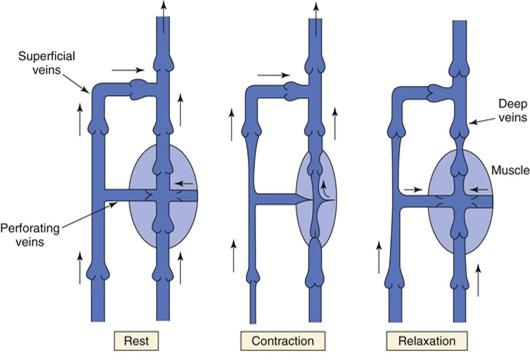 Superficial
veins
Deep
veins
Muscle
Perforating
veins
Rest
Contraction
Relaxation